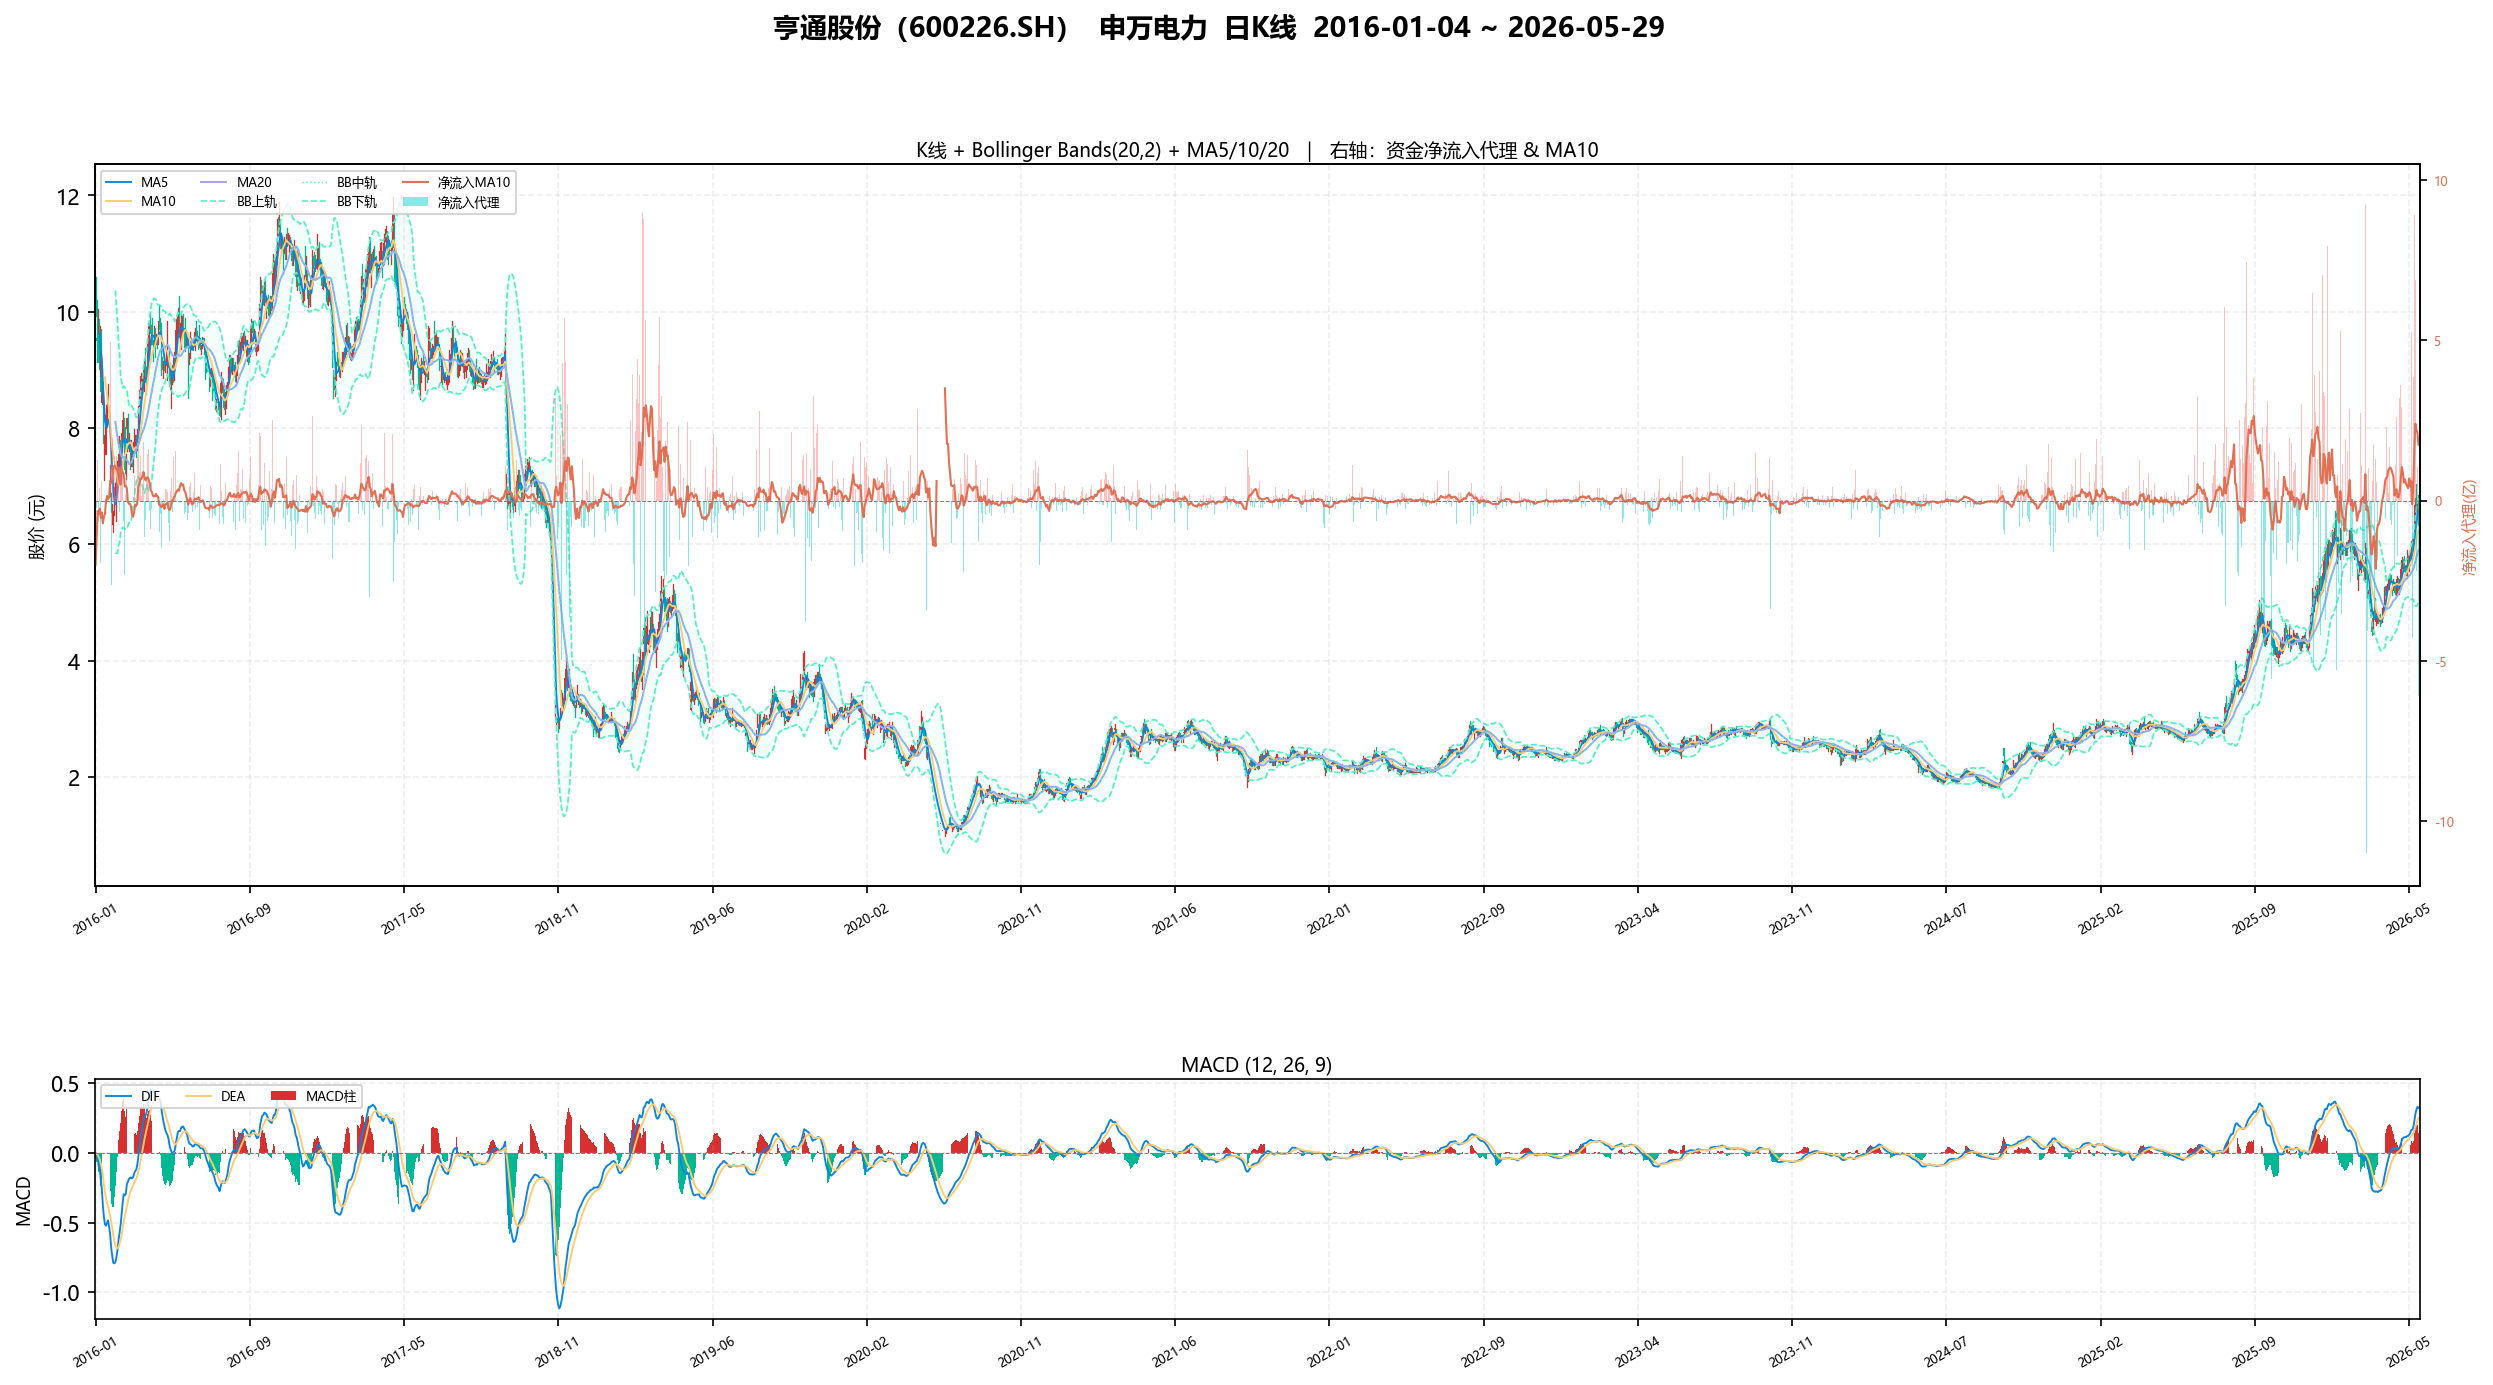 亨通股份（600226.SH） 申万电力 日K线 2016-01-04 ~ 2026-05-29
K线 + Bollinger Bands(20,2) + MA5/10/20 | 右轴：资金净流入代理 & MA10
MA5 MA20 BB中轨 净流入MA10
MA10 BB上轨 BB下轨 净流入代理
股价 (元)
12
10
8
6
4
2
10
5
0
-5
-10
净流入代理(亿)
2016-01 2016-09 2017-05 2018-11 2019-06 2020-02 2020-11 2021-06 2022-01 2022-09 2023-04 2023-11 2024-07 2025-02 2025-09 2026-05
MACD (12, 26, 9)
DIF DEA MACD柱
MACD
0.5
0.0
-0.5
-1.0
2016-01 2016-09 2017-05 2018-11 2019-06 2020-02 2020-11 2021-06 2022-01 2022-09 2023-04 2023-11 2024-07 2025-02 2025-09 2026-05